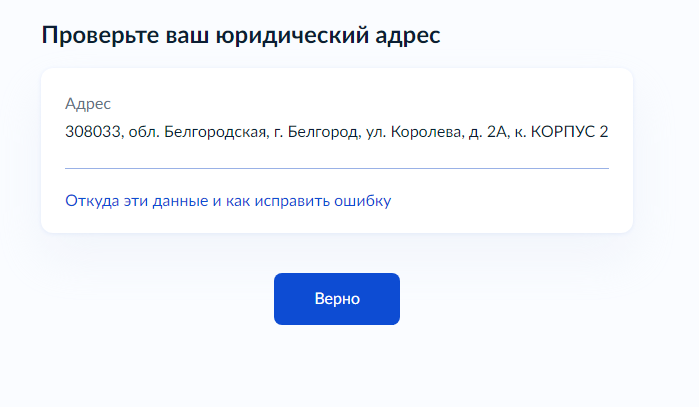 Проверьте ваш юридический адрес
Адрес
308033, обл. Белгородская, г. Белгород, ул. Королева, д. 2А, к. КОРПУС 2
Откуда эти данные и как исправить ошибку
Верно